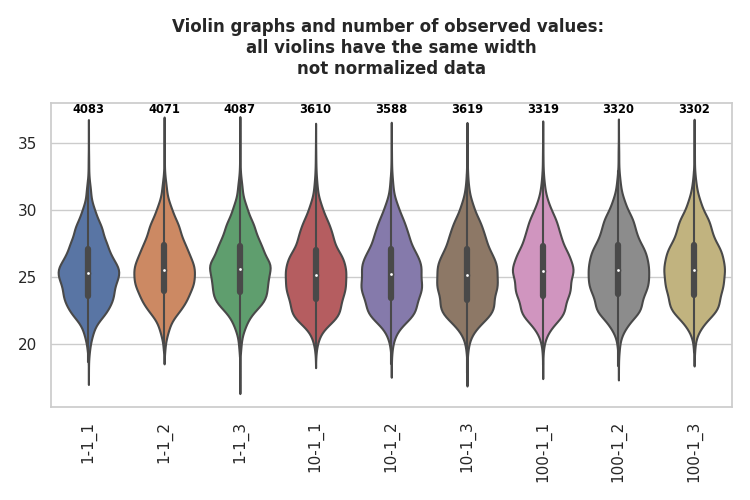 Violin graphs and number of observed values:
all violins have the same width
not normalized data
4083 4071 4087 3610 3588 3619 3319 3320 3302
35
30
25
20
1-1_1 1-1_2 1-1_3 10-1_1 10-1_2 10-1_3 100-1_1 100-1_2 100-1_3